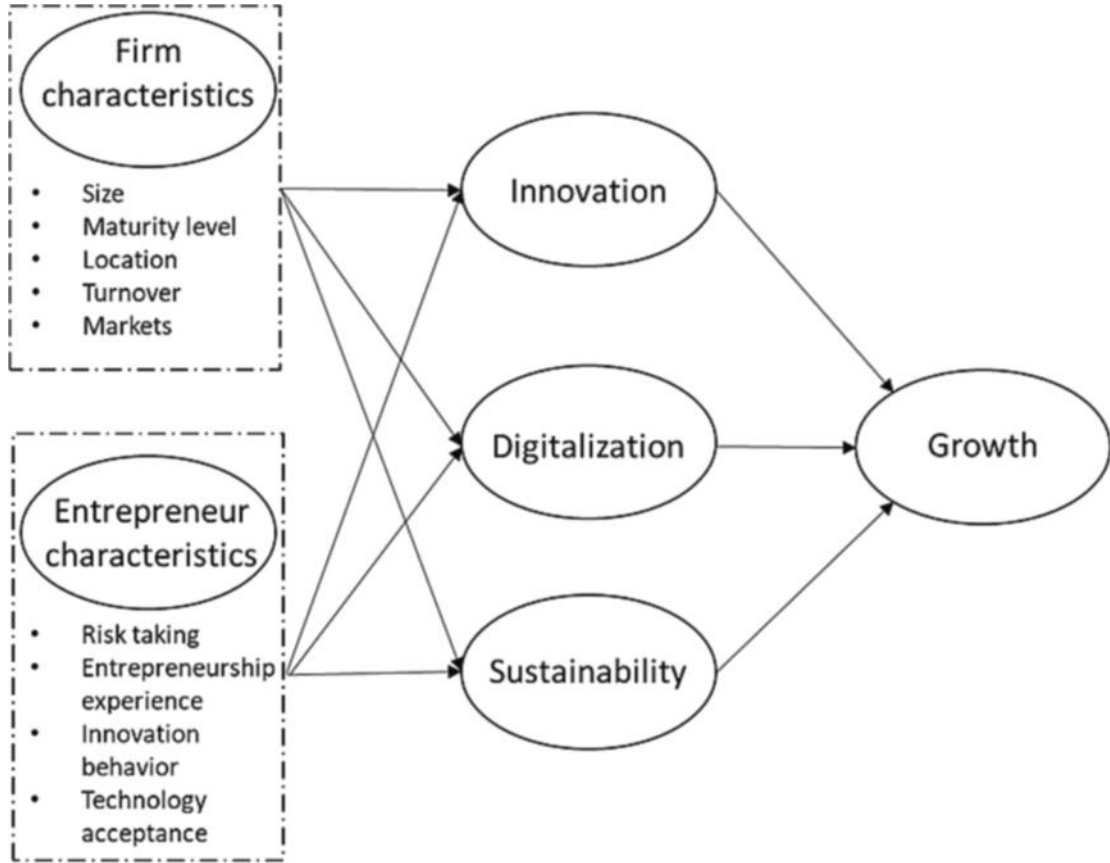 Firm
characteristics
• Size
• Maturity level
• Location
• Turnover
• Markets
Entrepreneur
characteristics
• Risk taking
• Entrepreneurship
experience
• Innovation
behavior
• Technology
acceptance
Innovation
Digitalization
Sustainability
Growth